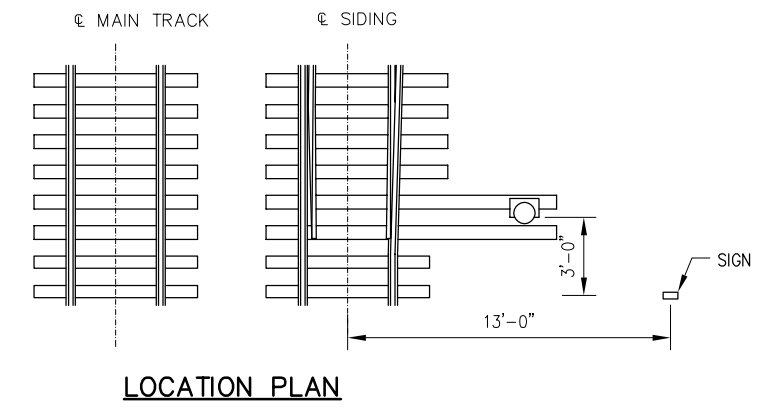 ℄ MAIN TRACK
℄ SIDING
3'-0"
SIGN
13'-0"
LOCATION PLAN